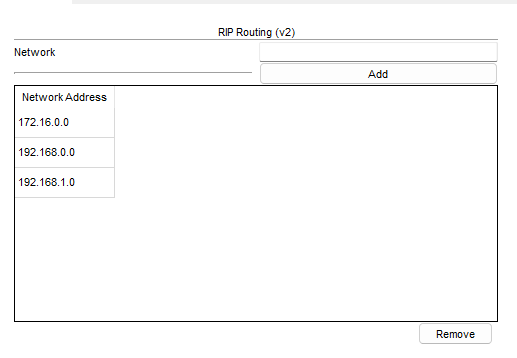 RIP Routing (v2)
Network
Add
Network Address
172.16.0.0
192.168.0.0
192.168.1.0
Remove